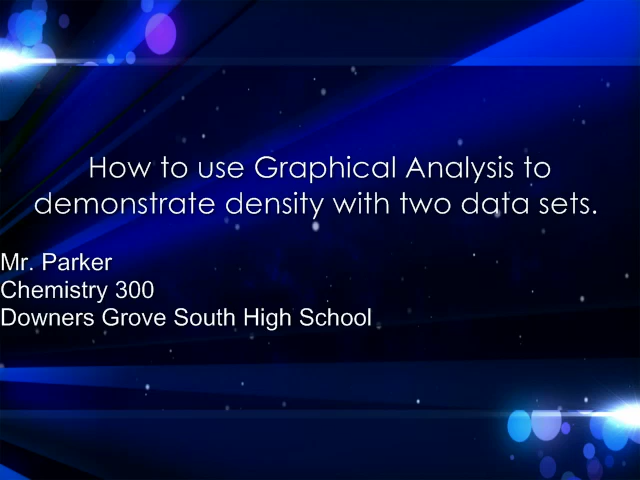 How to use Graphical Analysis to
demonstrate density with two data sets.
Mr. Parker
Chemistry 300
Downers Grove South High School